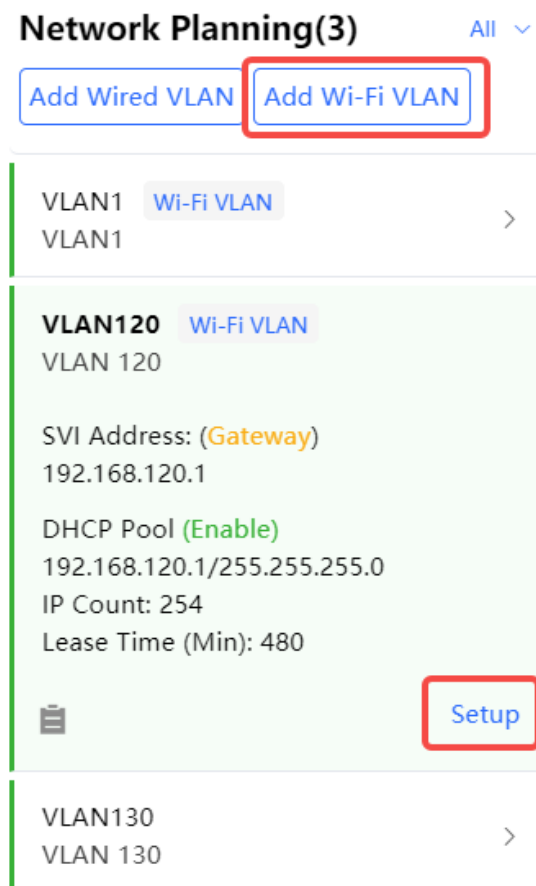 Network Planning(3) All
Add Wired VLAN Add Wi-Fi VLAN
VLAN1 Wi-Fi VLAN
VLAN1
VLAN120 Wi-Fi VLAN
VLAN 120
SVI Address: (Gateway)
192.168.120.1
DHCP Pool (Enable)
192.168.120.1/255.255.255.0
IP Count: 254
Lease Time (Min): 480
Setup
VLAN130
VLAN 130